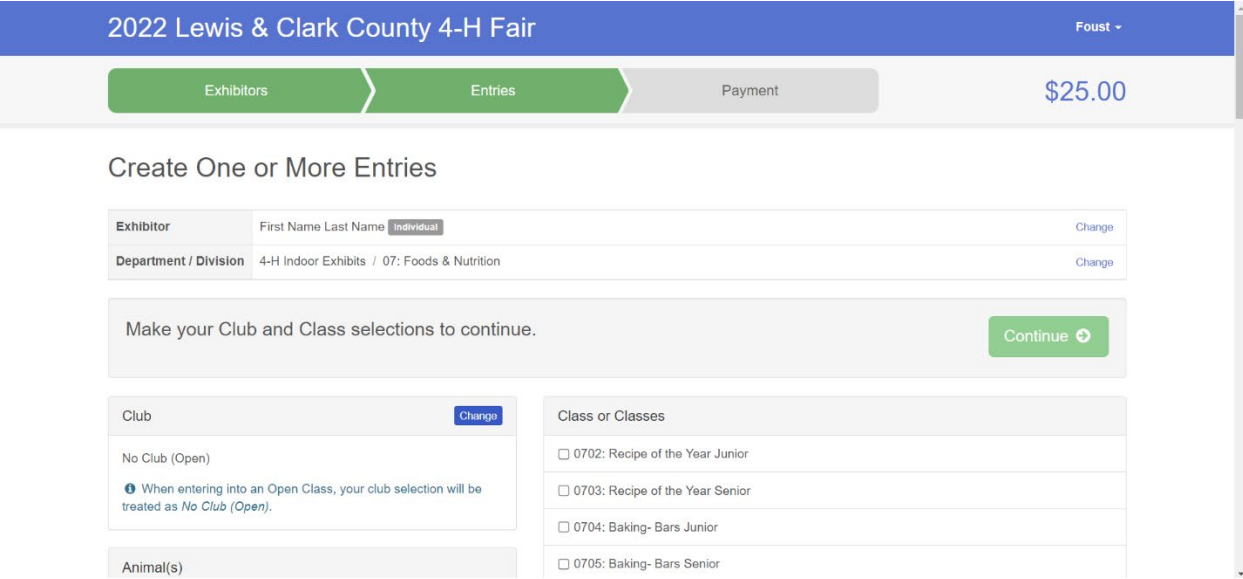 2022 Lewis & Clark County 4-H Fair
Foust
Exhibitors
Entries
Payment
$25.00
Create One or More Entries
Exhibitor First Name Last Name Individual Change
Department / Division 4-H Indoor Exhibits / 07: Foods & Nutrition Change
Make your Club and Class selections to continue.
Continue
Club
Change
No Club (Open)
When entering into an Open Class, your club selection will be
treated as No Club (Open).
Animal(s)
Class or Classes
0702: Recipe of the Year Junior
0703: Recipe of the Year Senior
0704: Baking- Bars Junior
0705: Baking- Bars Senior